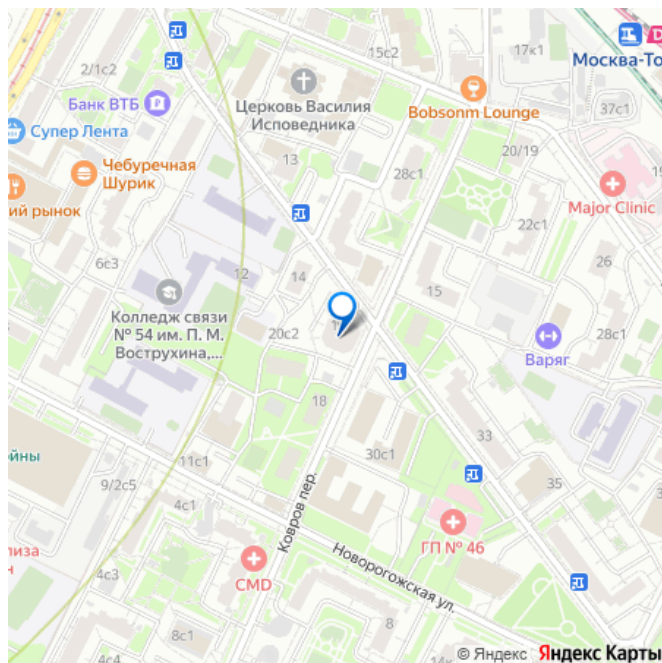 15с2
17к1
Москва-То
2/1с2
Банк ВТБ
Церковь Василия
Исповедника
Bobsonm Lounge
37с1
Супер Лента
20/19
Чебуречная
Шурик
13
28с1
Major Clinic
ий рынок
22с1
6с3
12
14
26
15
Колледж связи
№ 54 им. П. М.
Вострухина,...
20с2
28с1
Варяг
18
33
ойны
11с1
30с1
9/2с5
35
4с1
Ковров пер.
ГП № 46
лиза
н
Новорогожская ул.
4с3
CMD
8
8с1
4с4
© Яндекс Яндекс Карты